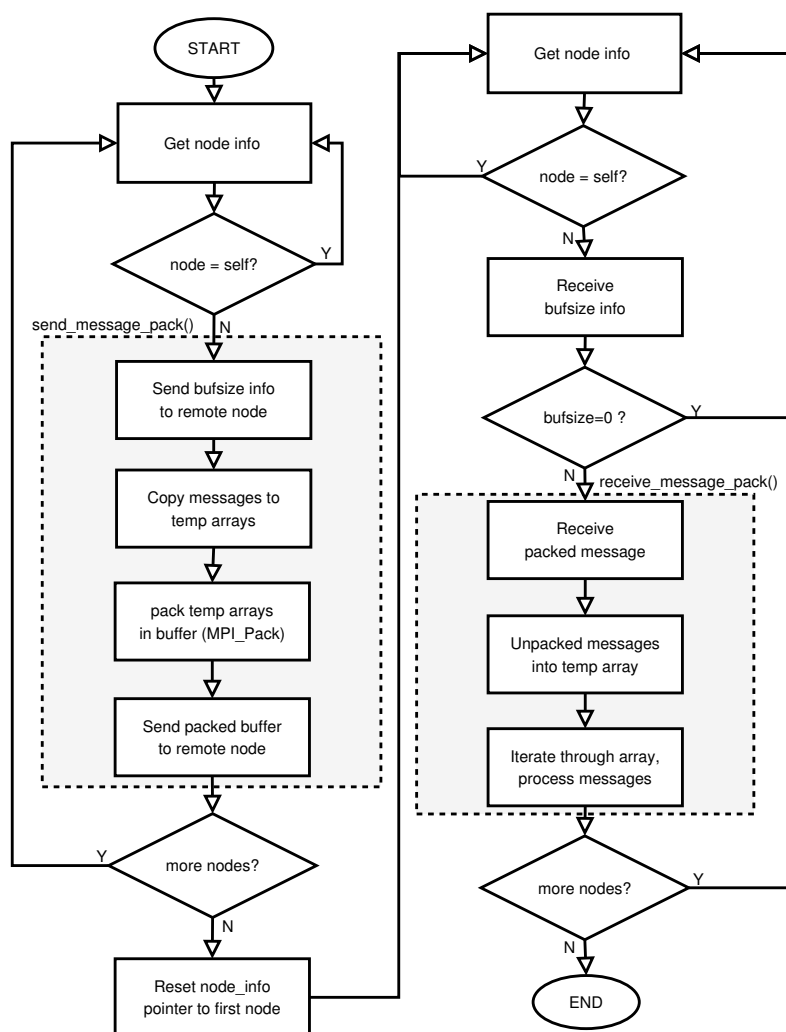 START
Get node info
node = self?
Y
N
send_message_pack()
Send bufsize info
to remote node
Copy messages to
temp arrays
pack temp arrays
in buffer (MPI_Pack)
Send packed buffer
to remote node
more nodes?
Y
N
Reset node_info
pointer to first node
Get node info
node = self?
Y
N
Receive
bufsize info
bufsize=0 ?
Y
N
receive_message_pack()
Receive
packed message
Unpacked messages
into temp array
Iterate through array,
process messages
more nodes?
Y
N
END